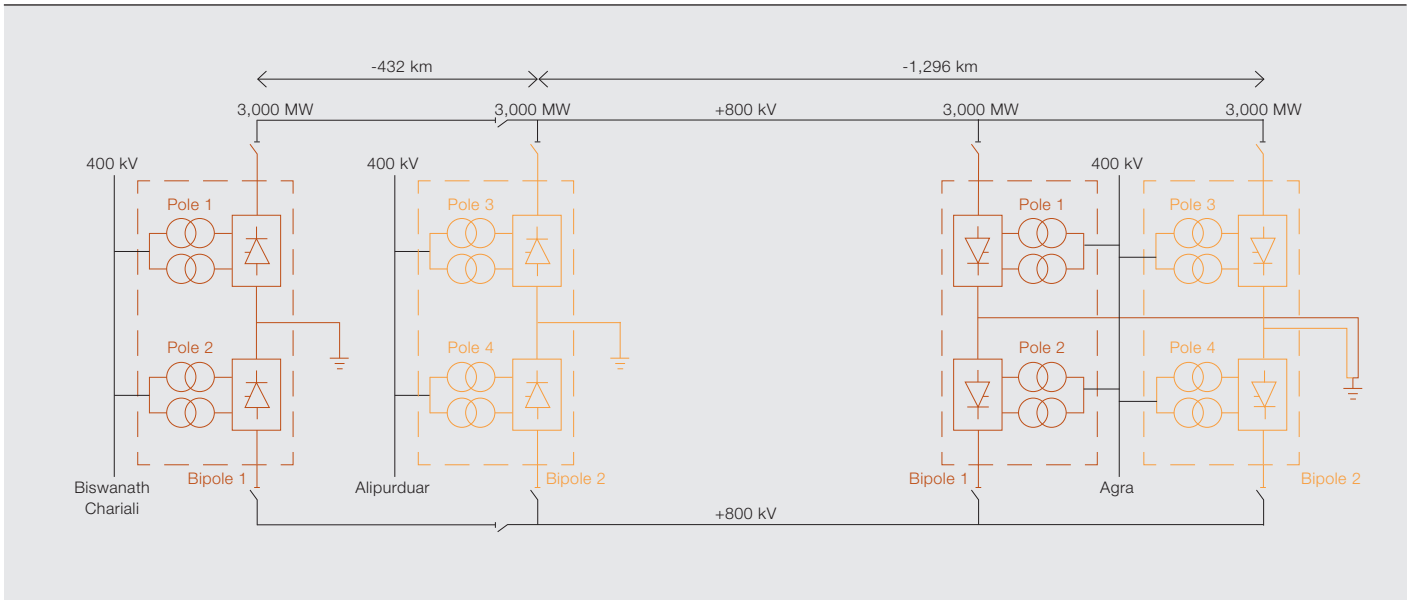 -432 km
-1,296 km
3,000 MW
3,000 MW
+800 kV
3,000 MW
3,000 MW
400 kV
400 kV
400 kV
Pole 1
Pole 3
Pole 1
Pole 3
Pole 2
Pole 4
Pole 2
Pole 4
Bipole 1
Bipole 2
Bipole 1
Bipole 2
Biswanath
Chariali
Alipurduar
Agra
+800 kV